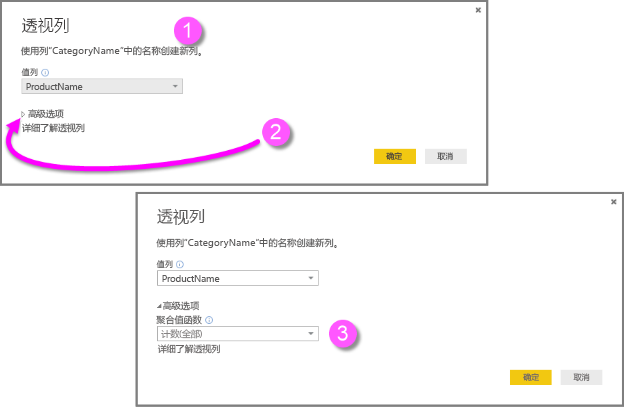 透视列
1
使用列"CategoryName"中的名称创建新列。
值列
ProductName
高级选项
详细了解透视列
2
确定
取消
透视列
使用列"CategoryName"中的名称创建新列。
值列
ProductName
高级选项
聚合值函数
计数(全部)
3
详细了解透视列
确定
取消